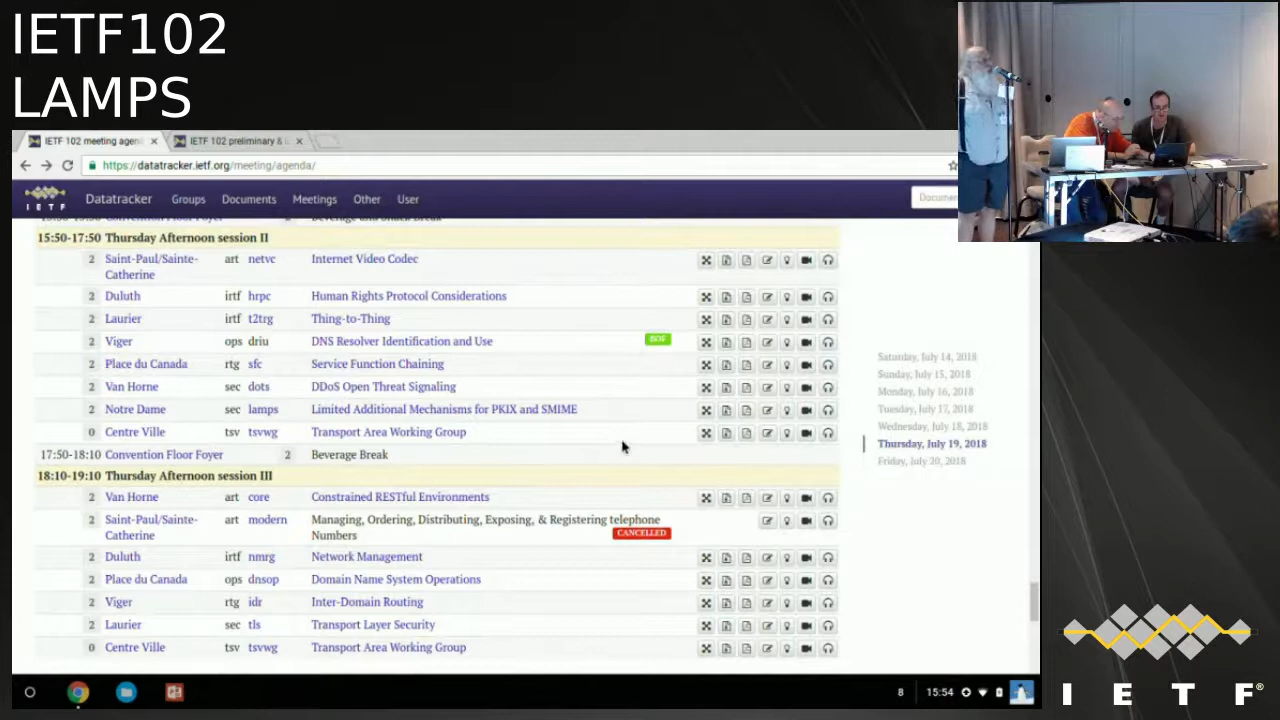 IETF102
LAMPS
IETF 102 meeting agen
IETF 102 preliminary &
https://datatracker.ietf.org/meeting/agenda/
IETF
Datatracker Groups Documents Meetings Other User
Convention Floor Foyer 2 Beverage and Snack Break
15:50-17:50 Thursday Afternoon session II
2 Saint-Paul/Sainte-Catherine art netvc Internet Video Codec
2 Duluth irtf hrpc Human Rights Protocol Considerations
2 Laurier irtf t2trg Thing-to-Thing
2 Viger ops driu DNS Resolver Identification and Use BOF
2 Place du Canada rtg sfc Service Function Chaining
2 Van Horne sec dots DDoS Open Threat Signaling
2 Notre Dame sec lamps Limited Additional Mechanisms for PKIX and SMIME
0 Centre Ville tsv tsvwg Transport Area Working Group
17:50-18:10 Convention Floor Foyer 2 Beverage Break
18:10-19:10 Thursday Afternoon session III
2 Van Horne art core Constrained RESTful Environments
2 Saint-Paul/Sainte-Catherine art modern Managing, Ordering, Distributing, Exposing, & Registering telephone Numbers CANCELLED
2 Duluth irtf nmrg Network Management
2 Place du Canada ops dnsop Domain Name System Operations
2 Viger rtg idr Inter-Domain Routing
2 Laurier sec tls Transport Layer Security
0 Centre Ville tsv tsvwg Transport Area Working Group
Saturday, July 14, 2018
Sunday, July 15, 2018
Monday, July 16, 2018
Tuesday, July 17, 2018
Wednesday, July 18, 2018
Thursday, July 19, 2018
Friday, July 20, 2018
8 15:54
IETF®